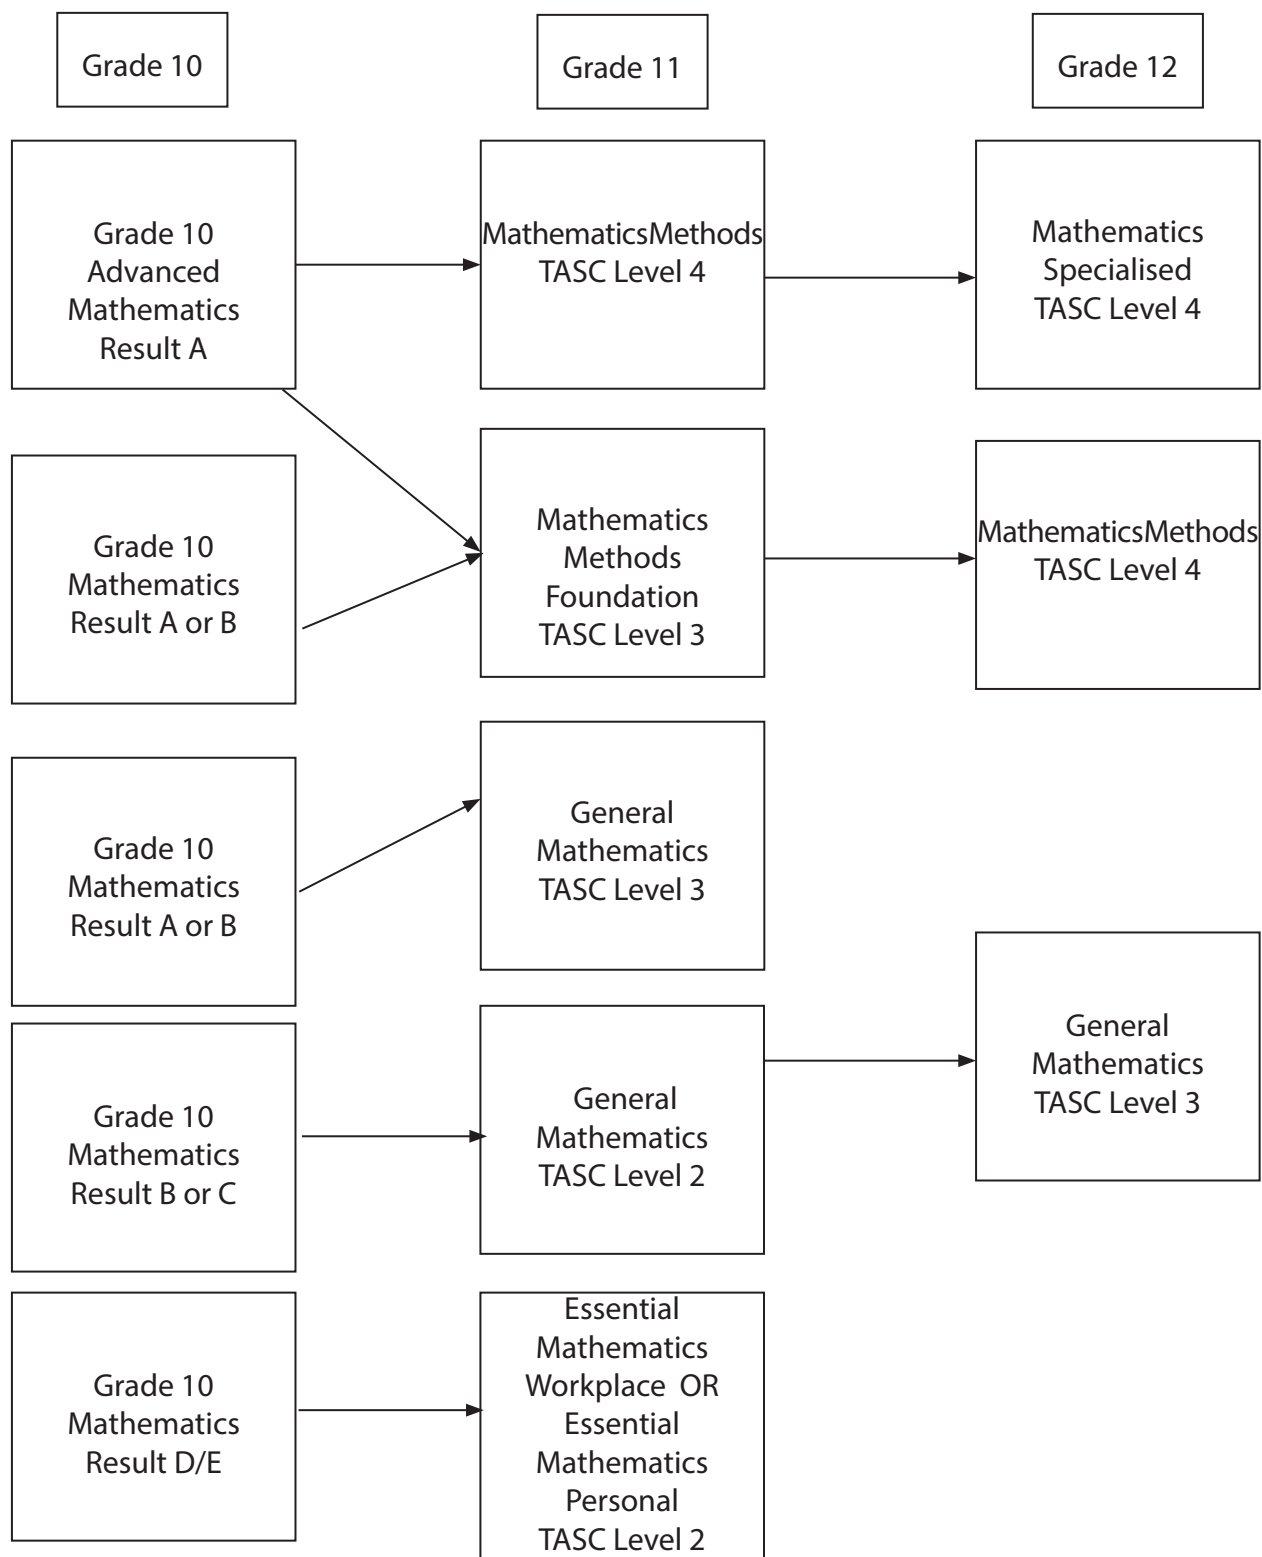 Grade 10
Grade 11
Grade 12
Grade 10
Advanced
Mathematics
Result A
MathematicsMethods
TASC Level 4
Mathematics
Specialised
TASC Level 4
Grade 10
Mathematics
Result A or B
Mathematics
Methods
Foundation
TASC Level 3
MathematicsMethods
TASC Level 4
Grade 10
Mathematics
Result A or B
General
Mathematics
TASC Level 3
Grade 10
Mathematics
Result B or C
General
Mathematics
TASC Level 2
General
Mathematics
TASC Level 3
Grade 10
Mathematics
Result D/E
Essential
Mathematics
Workplace OR
Essential
Mathematics
Personal
TASC Level 2